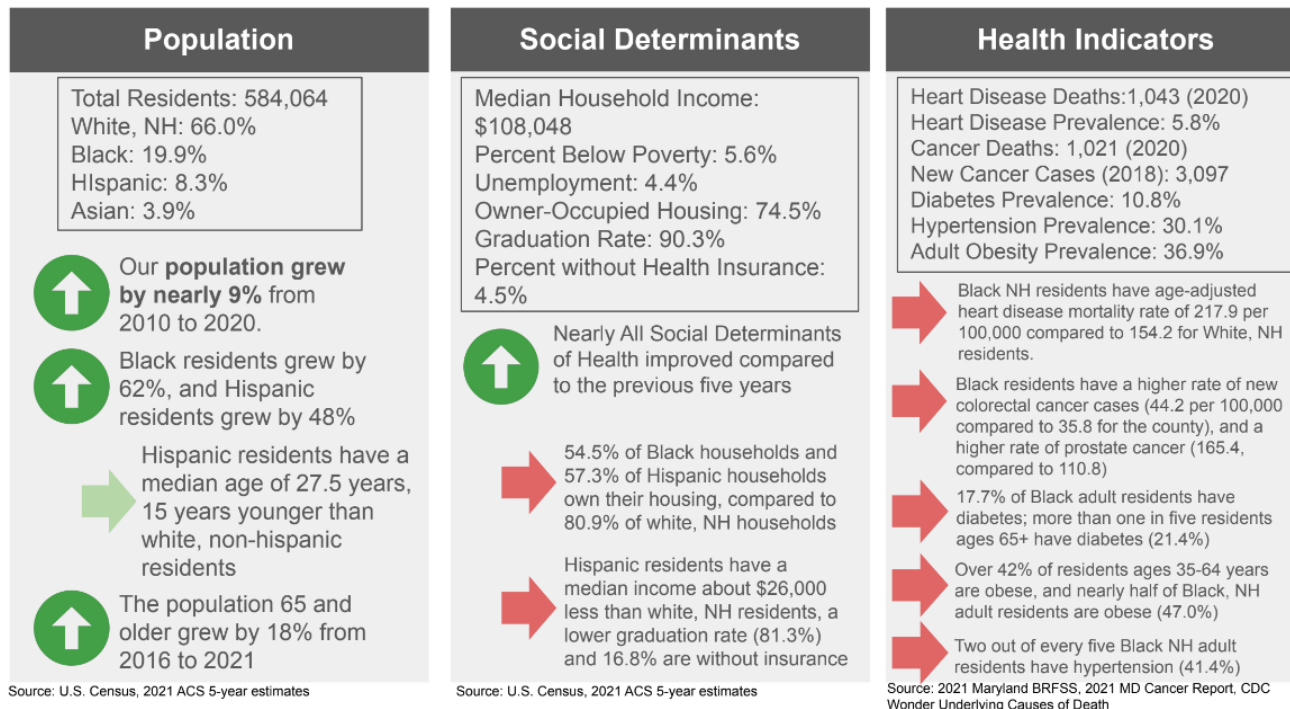 Population
Total Residents: 584,064
White, NH: 66.0%
Black: 19.9%
HIspanic: 8.3%
Asian: 3.9%
Our population grew
by nearly 9% from
2010 to 2020.
Black residents grew by
62%, and Hispanic
residents grew by 48%
Hispanic residents have a
median age of 27.5 years,
15 years younger than
white, non-hispanic
residents
The population 65 and
older grew by 18% from
2016 to 2021
Source: U.S. Census, 2021 ACS 5-year estimates
Social Determinants
Median Household Income:
$108,048
Percent Below Poverty: 5.6%
Unemployment: 4.4%
Owner-Occupied Housing: 74.5%
Graduation Rate: 90.3%
Percent without Health Insurance:
4.5%
Nearly All Social Determinants
of Health improved compared
to the previous five years
54.5% of Black households and
57.3% of Hispanic households
own their housing, compared to
80.9% of white, NH households
Hispanic residents have a
median income about $26,000
less than white, NH residents, a
lower graduation rate (81.3%)
and 16.8% are without insurance
Source: U.S. Census, 2021 ACS 5-year estimates
Health Indicators
Heart Disease Deaths:1,043 (2020)
Heart Disease Prevalence: 5.8%
Cancer Deaths: 1,021 (2020)
New Cancer Cases (2018): 3,097
Diabetes Prevalence: 10.8%
Hypertension Prevalence: 30.1%
Adult Obesity Prevalence: 36.9%
Black NH residents have age-adjusted
heart disease mortality rate of 217.9 per
100,000 compared to 154.2 for White, NH
residents.
Black residents have a higher rate of new
colorectal cancer cases (44.2 per 100,000
compared to 35.8 for the county), and a
higher rate of prostate cancer (165.4,
compared to 110.8)
17.7% of Black adult residents have
diabetes; more than one in five residents
ages 65+ have diabetes (21.4%)
Over 42% of residents ages 35-64 years
are obese, and nearly half of Black, NH
adult residents are obese (47.0%)
Two out of every five Black NH adult
residents have hypertension (41.4%)
Source: 2021 Maryland BRFSS, 2021 MD Cancer Report, CDC
Wonder Underlying Causes of Death